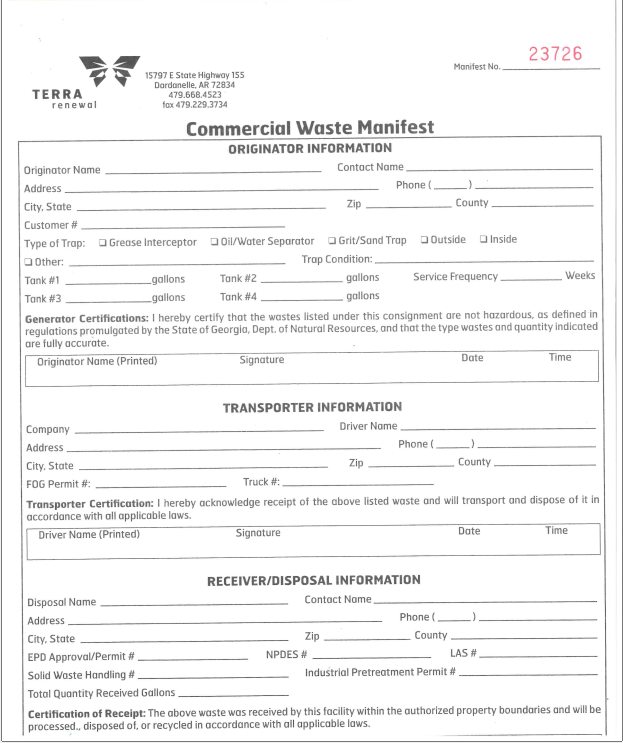 TERRA
renewal
15797 E State Highway 155
Dardanelle, AR 72834
479.668.4523
fax 479.229.3734
Manifest No. 23726
Commercial Waste Manifest
ORIGINATOR INFORMATION
Originator Name Contact Name
Address Phone ( )
City, State Zip County
Customer #
Type of Trap: ❏ Grease Interceptor ❏ Oil/Water Separator ❏ Grit/Sand Trap ❏ Outside ❏ Inside
❏ Other: Trap Condition:
Tank #1 gallons Tank #2 gallons Service Frequency Weeks
Tank #3 gallons Tank #4 gallons
Generator Certifications: I hereby certify that the wastes listed under this consignment are not hazardous, as defined in
regulations promulgated by the State of Georgia, Dept. of Natural Resources, and that the type wastes and quantity indicated
are fully accurate.
Originator Name (Printed) Signature Date Time
TRANSPORTER INFORMATION
Company Driver Name
Address Phone ( )
City, State Zip County
FOG Permit #: Truck #:
Transporter Certification: I hereby acknowledge receipt of the above listed waste and will transport and dispose of it in
accordance with all applicable laws.
Driver Name (Printed) Signature Date Time
RECEIVER/DISPOSAL INFORMATION
Disposal Name Contact Name
Address Phone ( )
City, State Zip County
EPD Approval/Permit # NPDES # LAS #
Solid Waste Handling # Industrial Pretreatment Permit #
Total Quantity Received Gallons
Certification of Receipt: The above waste was received by this facility within the authorized property boundaries and will be
processed., disposed of, or recycled in accordance with all applicable laws.